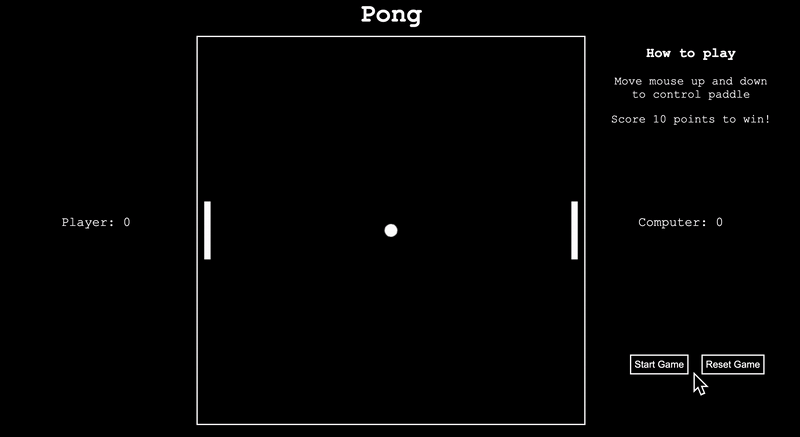 Pong
How to play
Move mouse up and down
to control paddle
Score 10 points to win!
Player: 0
Computer: 0
Start Game
Reset Game